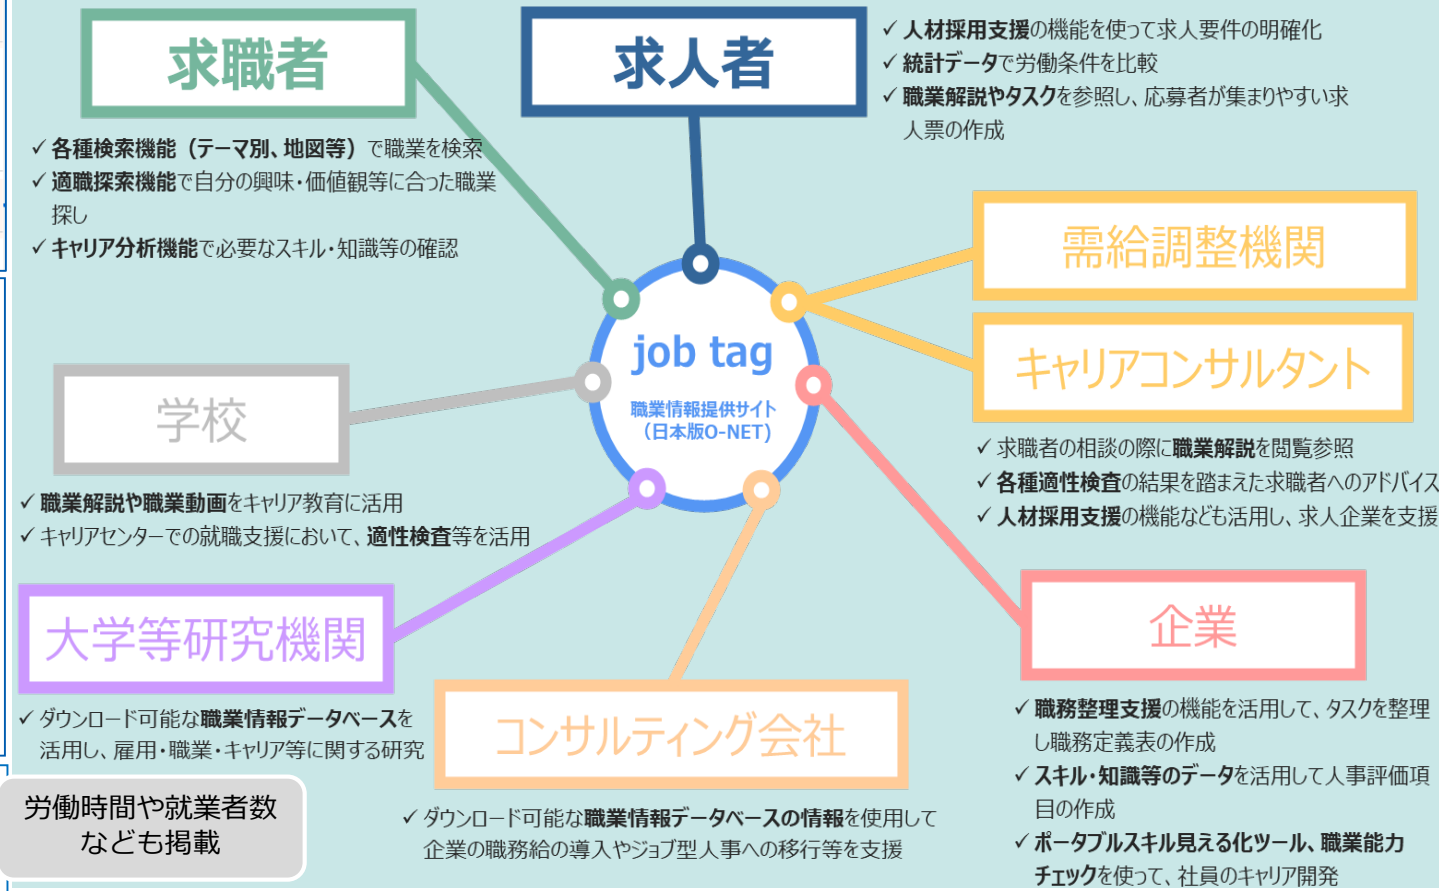 求職者
✓ 各種検索機能（テーマ別、地図等）で職業を検索
✓ 適職探索機能で自分の興味・価値観等に合った職業
探し
✓ キャリア分析機能で必要なスキル・知識等の確認
求人者
✓ 人材採用支援の機能を使って求人要件の明確化
✓ 統計データで労働条件を比較
✓ 職業解説やタスクを参照し、応募者が集まりやすい求
人票の作成
需給調整機関
キャリアコンサルタント
✓ 求職者の相談の際に職業解説を閲覧参照
✓ 各種適性検査の結果を踏まえた求職者へのアドバイス
✓ 人材採用支援の機能なども活用し、求人企業を支援
job tag
職業情報提供サイト
（日本版O-NET)
学校
✓ 職業解説や職業動画をキャリア教育に活用
✓ キャリアセンターでの就職支援において、適性検査等を活用
大学等研究機関
✓ ダウンロード可能な職業情報データベースを
活用し、雇用・職業・キャリア等に関する研究
労働時間や就業者数
なども掲載
コンサルティング会社
✓ ダウンロード可能な職業情報データベースの情報を使用して
企業の職務給の導入やジョブ型人事への移行等を支援
企業
✓ 職務整理支援の機能を活用して、タスクを整理
し職務定義表の作成
✓ スキル・知識等のデータを活用して人事評価項
目の作成
✓ ポータブルスキル見える化ツール、職業能力
チェックを使って、社員のキャリア開発